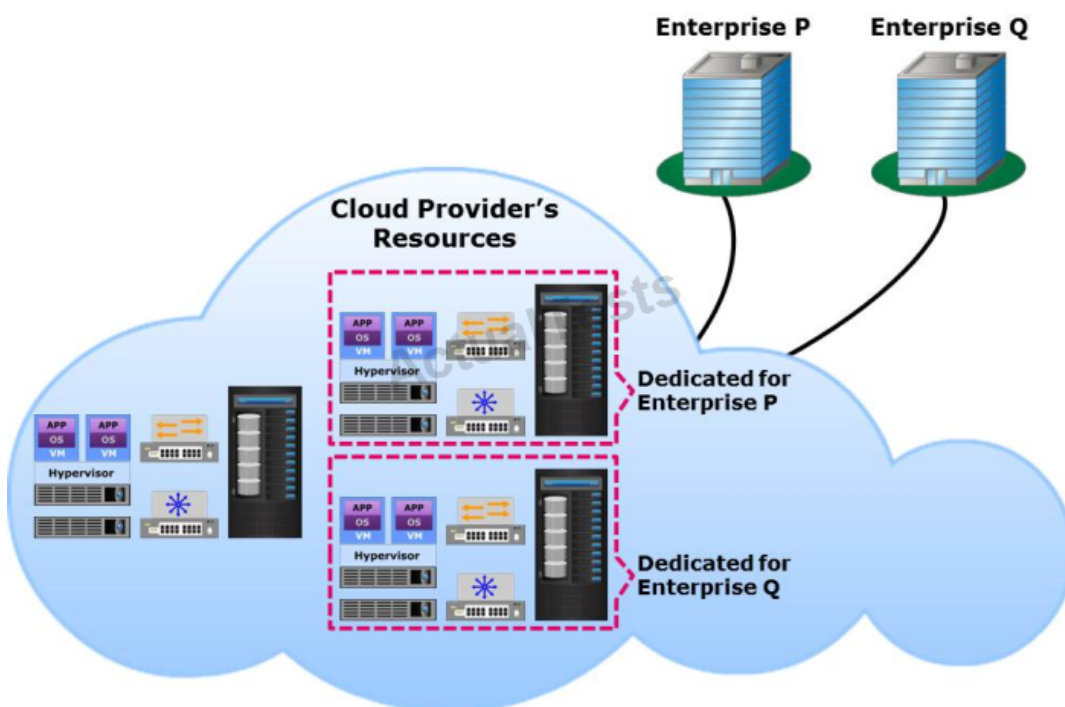 Enterprise P
Enterprise Q
Cloud Provider's
Resources
APP APP
OS OS
VM VM
Hypervisor
Dedicated for
Enterprise P
APP APP
OS OS
VM VM
Hypervisor
APP APP
OS OS
VM VM
Hypervisor
Dedicated for
Enterprise Q